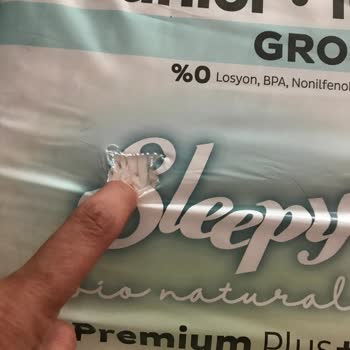 GRO
%0 Losyon, BPA, Nonilfenol
Sleepy
bio natural
Premium Plus+